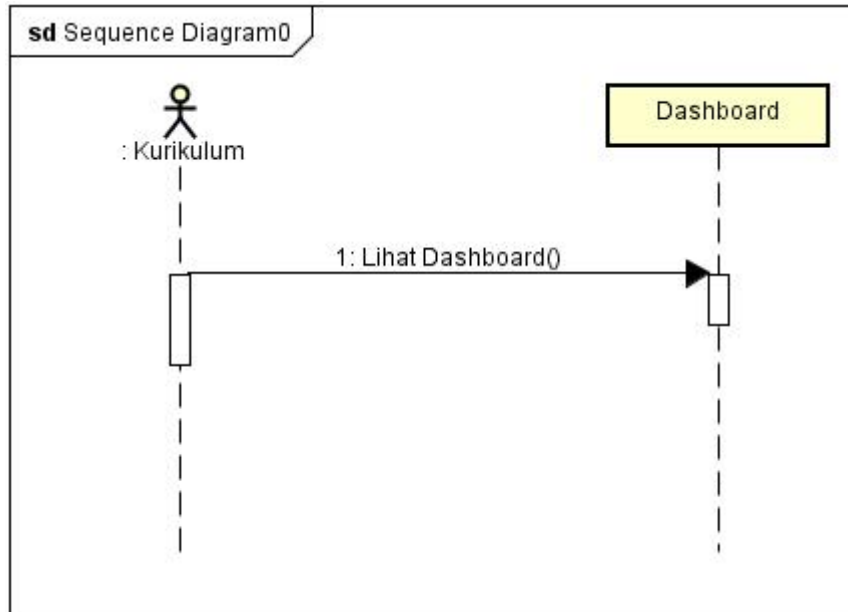 sd Sequence Diagram0
: Kurikulum
Dashboard
1: Lihat Dashboard()